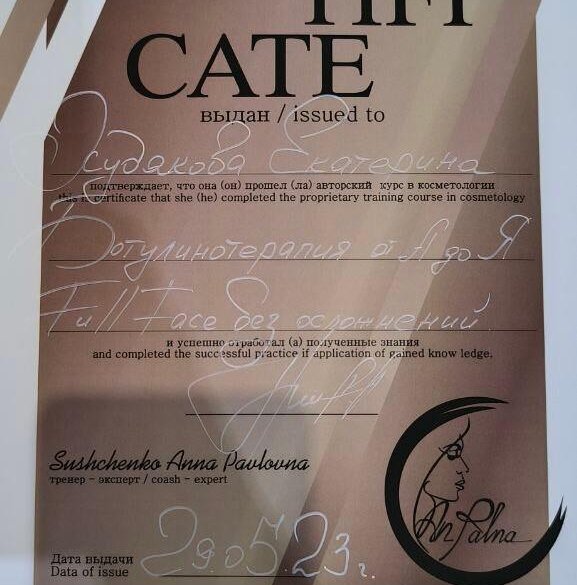 CATE
выдан / issued to
Екатерина
подтверждает, что она (он) прошел (ла) авторский курс в косметологии
this is certificate that she (he) completed the proprietary training course in cosmetology
Ботулинотерапия от А до Я
Full Face без осложнений.
и успешно отработал (а) полученные знания
and completed the successful practice if application of gained know ledge.
Sushchenko Anna Pavlovna
тренер – эксперт / coash – expert
An Palna
Дата выдачи
Data of issue
29.05.23г.